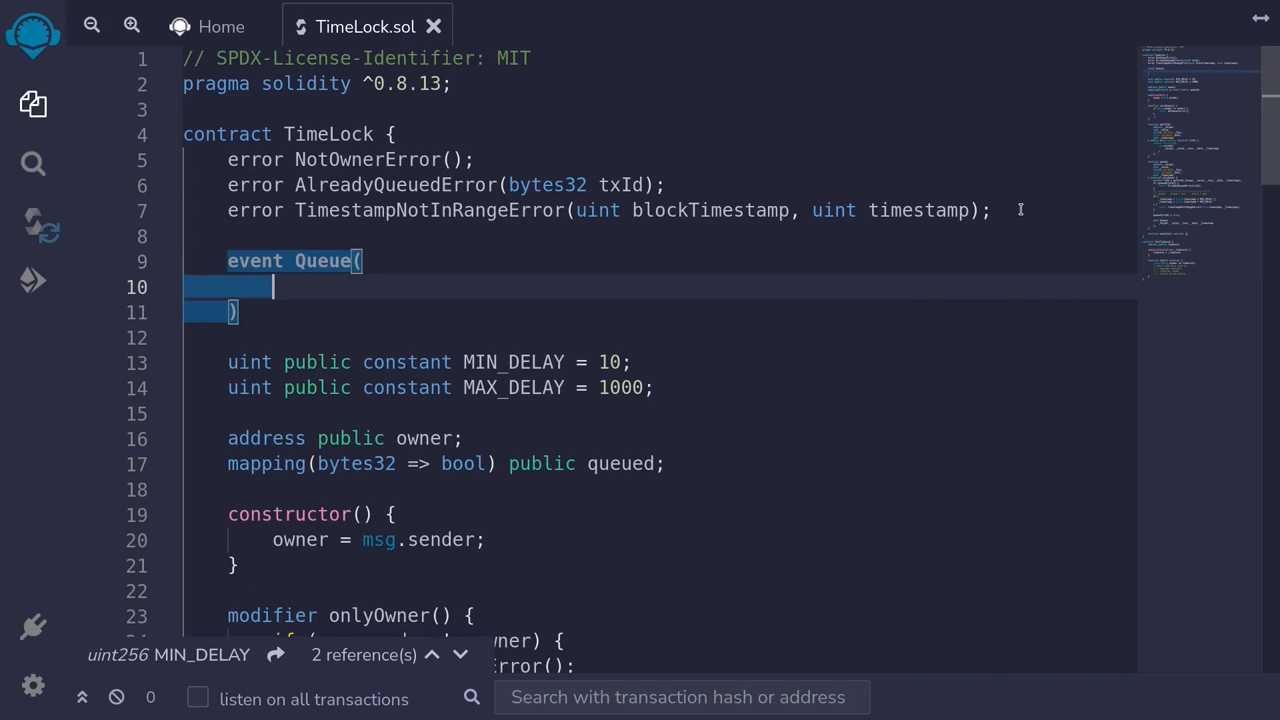 Home
TimeLock.sol
1 // SPDX-License-Identifier: MIT
2 pragma solidity ^0.8.13;
3
4 contract TimeLock {
5 error NotOwnerError();
6 error AlreadyQueuedError(bytes32 txId);
7 error TimestampNotInRangeError(uint blockTimestamp, uint timestamp);
8
9 event Queue(
10
11 )
12
13 uint public constant MIN_DELAY = 10;
14 uint public constant MAX_DELAY = 1000;
15
16 address public owner;
17 mapping(bytes32 => bool) public queued;
18
19 constructor() {
20 owner = msg.sender;
21 }
22
23 modifier onlyOwner() {
uint256 MIN_DELAY 2 reference(s)
0 listen on all transactions Search with transaction hash or address